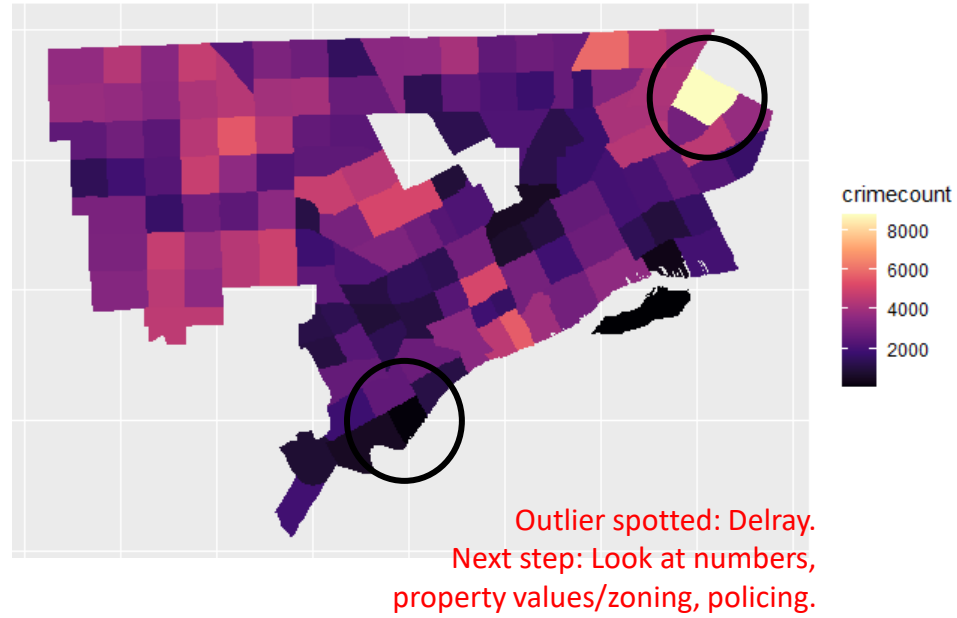 crimecount
8000
6000
4000
2000
Outlier spotted: Delray.
Next step: Look at numbers,
property values/zoning, policing.